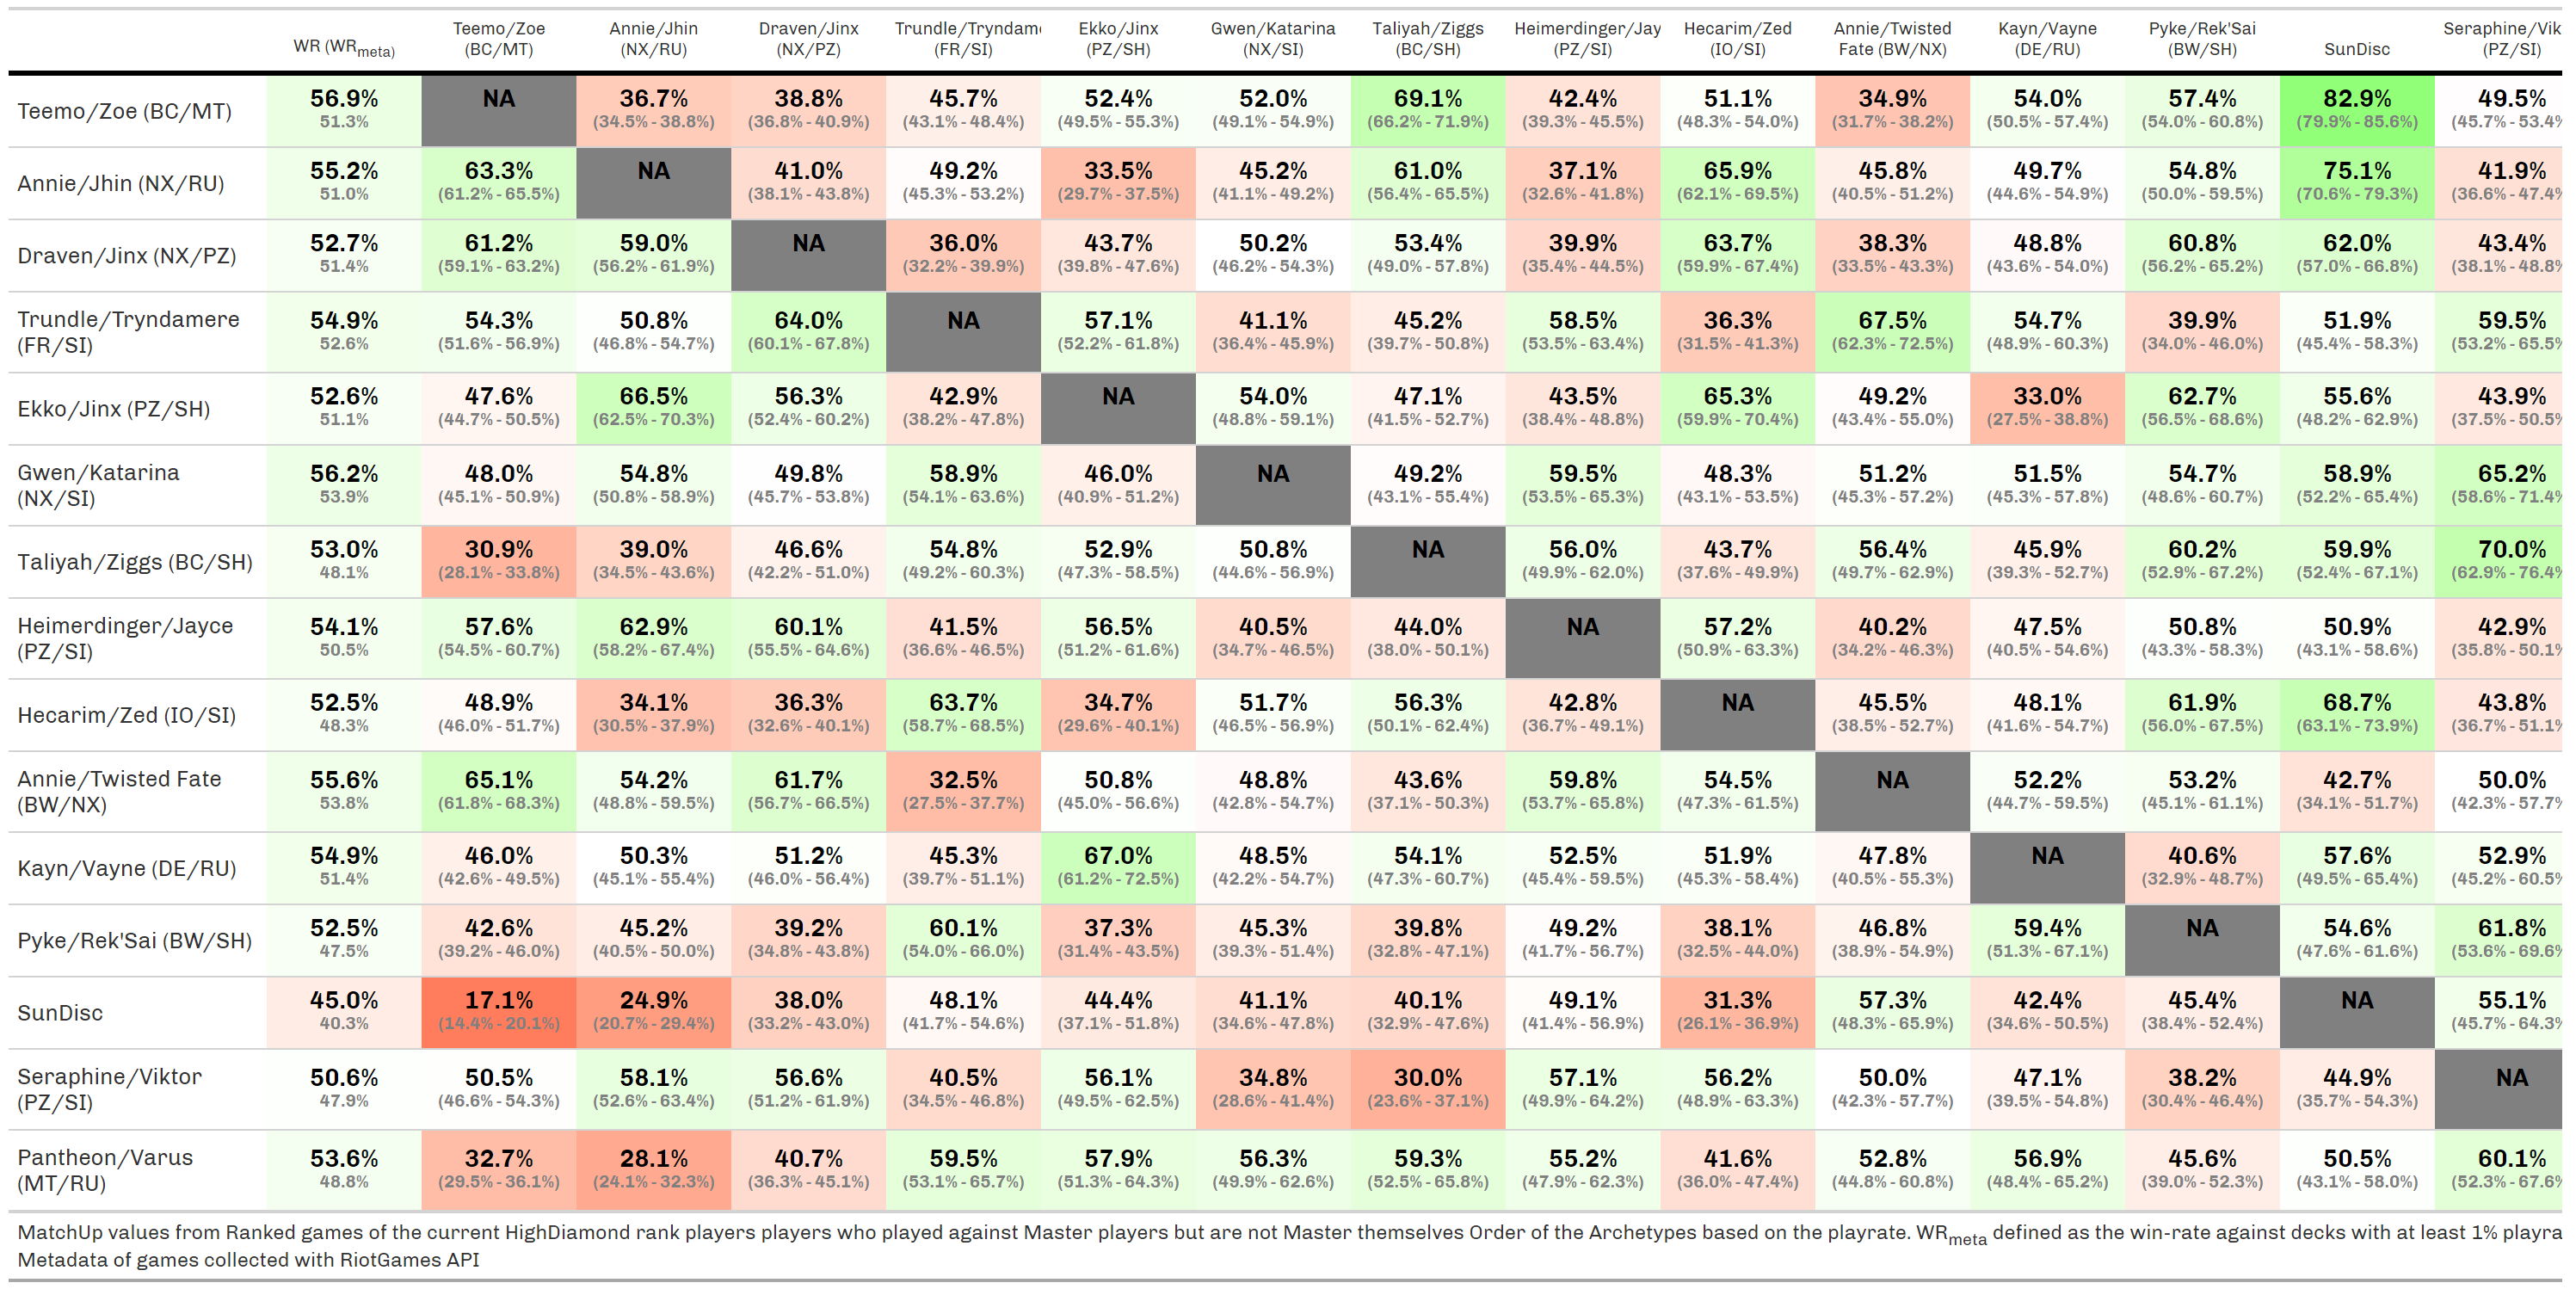 WR (WRmeta) Teemo/Zoe (BC/MT) Annie/Jhin (NX/RU) Draven/Jinx (NX/PZ) Trundle/Tryndam (FR/SI) Ekko/Jinx (PZ/SH) Gwen/Katarina (NX/SI) Taliyah/Ziggs (BC/SH) Heimerdinger/Jay (PZ/SI) Hecarim/Zed (IO/SI) Annie/Twisted Fate (BW/NX) Kayn/Vayne (DE/RU) Pyke/Rek'Sai (BW/SH) SunDisc Seraphine/Vik (PZ/SI)
Teemo/Zoe (BC/MT) 56.9% NA 36.7% 38.8% 45.7% 52.4% 52.0% 69.1% 42.4% 51.1% 34.9% 54.0% 57.4% 82.9% 49.5%
51.3% (34.5% - 38.8%) (36.8% - 40.9%) (43.1% - 48.4%) (49.5% - 55.3%) (49.1% - 54.9%) (66.2% - 71.9%) (39.3% - 45.5%) (48.3% - 54.0%) (31.7% - 38.2%) (50.5% - 57.4%) (54.0% - 60.8%) (79.9% - 85.6%) (45.7% - 53.4%
Annie/Jhin (NX/RU) 55.2% 63.3% NA 41.0% 49.2% 33.5% 45.2% 61.0% 37.1% 65.9% 45.8% 49.7% 54.8% 75.1% 41.9%
51.0% (61.2% - 65.5%) (38.1% - 43.8%) (45.3% - 53.2%) (29.7% - 37.5%) (41.1% - 49.2%) (56.4% - 65.5%) (32.6% - 41.8%) (62.1% - 69.5%) (40.5% - 51.2%) (44.6% - 54.9%) (50.0% - 59.5%) (70.6% - 79.3%) (36.6% - 47.4%
Draven/Jinx (NX/PZ) 52.7% 61.2% 59.0% NA 36.0% 43.7% 50.2% 53.4% 39.9% 63.7% 38.3% 48.8% 60.8% 62.0% 43.4%
51.4% (59.1% - 63.2%) (56.2% - 61.9%) (32.2% - 39.9%) (39.8% - 47.6%) (46.2% - 54.3%) (49.0% - 57.8%) (35.4% - 44.5%) (59.9% - 67.4%) (33.5% - 43.3%) (43.6% - 54.0%) (56.2% - 65.2%) (57.0% - 66.8%) (38.1% - 48.8%
Trundle/Tryndamere 54.9% 54.3% 50.8% 64.0% NA 57.1% 41.1% 45.2% 58.5% 36.3% 67.5% 54.7% 39.9% 51.9% 59.5%
(FR/SI) 52.6% (51.6% - 56.9%) (46.8% - 54.7%) (60.1% - 67.8%) (52.2% - 61.8%) (36.4% - 45.9%) (39.7% - 50.8%) (53.5% - 63.4%) (31.5% - 41.3%) (62.3% - 72.5%) (48.9% - 60.3%) (34.0% - 46.0%) (45.4% - 58.3%) (53.2% - 65.5%
Ekko/Jinx (PZ/SH) 52.6% 47.6% 66.5% 56.3% 42.9% NA 54.0% 47.1% 43.5% 65.3% 49.2% 33.0% 62.7% 55.6% 43.9%
51.1% (44.7% - 50.5%) (62.5% - 70.3%) (52.4% - 60.2%) (38.2% - 47.8%) (48.8% - 59.1%) (41.5% - 52.7%) (38.4% - 48.8%) (59.9% - 70.4%) (43.4% - 55.0%) (27.5% - 38.8%) (56.5% - 68.6%) (48.2% - 62.9%) (37.5% - 50.5%
Gwen/Katarina 56.2% 48.0% 54.8% 49.8% 58.9% 46.0% NA 49.2% 59.5% 48.3% 51.2% 51.5% 54.7% 58.9% 65.2%
(NX/SI) 53.9% (45.1% - 50.9%) (50.8% - 58.9%) (45.7% - 53.8%) (54.1% - 63.6%) (40.9% - 51.2%) (43.1% - 55.4%) (53.5% - 65.3%) (43.1% - 53.5%) (45.3% - 57.2%) (45.3% - 57.8%) (48.6% - 60.7%) (52.2% - 65.4%) (58.6% - 71.4%
Taliyah/Ziggs (BC/SH) 53.0% 30.9% 39.0% 46.6% 54.8% 52.9% 50.8% NA 56.0% 43.7% 56.4% 45.9% 60.2% 59.9% 70.0%
48.1% (28.1% - 33.8%) (34.5% - 43.6%) (42.2% - 51.0%) (49.2% - 60.3%) (47.3% - 58.5%) (44.6% - 56.9%) (49.9% - 62.0%) (37.6% - 49.9%) (49.7% - 62.9%) (39.3% - 52.7%) (52.9% - 67.2%) (52.4% - 67.1%) (62.9% - 76.4%
Heimerdinger/Jayce 54.1% 57.6% 62.9% 60.1% 41.5% 56.5% 40.5% 44.0% NA 57.2% 40.2% 47.5% 50.8% 50.9% 42.9%
(PZ/SI) 50.5% (54.5% - 60.7%) (58.2% - 67.4%) (55.5% - 64.6%) (36.6% - 46.5%) (51.2% - 61.6%) (34.7% - 46.5%) (38.0% - 50.1%) (50.9% - 63.3%) (34.2% - 46.3%) (40.5% - 54.6%) (43.3% - 58.3%) (43.1% - 58.6%) (35.8% - 50.1%
Hecarim/Zed (IO/SI) 52.5% 48.9% 34.1% 36.3% 63.7% 34.7% 51.7% 56.3% 42.8% NA 45.5% 48.1% 61.9% 68.7% 43.8%
48.3% (46.0% - 51.7%) (30.5% - 37.9%) (32.6% - 40.1%) (58.7% - 68.5%) (29.6% - 40.1%) (46.5% - 56.9%) (50.1% - 62.4%) (36.7% - 49.1%) (38.5% - 52.7%) (41.6% - 54.7%) (56.0% - 67.5%) (63.1% - 73.9%) (36.7% - 51.1%
Annie/Twisted Fate 55.6% 65.1% 54.2% 61.7% 32.5% 50.8% 48.8% 43.6% 59.8% 54.5% NA 52.2% 53.2% 42.7% 50.0%
(BW/NX) 53.8% (61.8% - 68.3%) (48.8% - 59.5%) (56.7% - 66.5%) (27.5% - 37.7%) (45.0% - 56.6%) (42.8% - 54.7%) (37.1% - 50.3%) (53.7% - 65.8%) (47.3% - 61.5%) (44.7% - 59.5%) (45.1% - 61.1%) (34.1% - 51.7%) (42.3% - 57.7%
Kayn/Vayne (DE/RU) 54.9% 46.0% 50.3% 51.2% 45.3% 67.0% 48.5% 54.1% 52.5% 51.9% 47.8% NA 40.6% 57.6% 52.9%
51.4% (42.6% - 49.5%) (45.1% - 55.4%) (46.0% - 56.4%) (39.7% - 51.1%) (61.2% - 72.5%) (42.2% - 54.7%) (47.3% - 60.7%) (45.4% - 59.5%) (45.3% - 58.4%) (40.5% - 55.3%) (32.9% - 48.7%) (49.5% - 65.4%) (45.2% - 60.5%
Pyke/Rek'Sai (BW/SH) 52.5% 42.6% 45.2% 39.2% 60.1% 37.3% 45.3% 39.8% 49.2% 38.1% 46.8% 59.4% NA 54.6% 61.8%
47.5% (39.2% - 46.0%) (40.5% - 50.0%) (34.8% - 43.8%) (54.0% - 66.0%) (31.4% - 43.5%) (39.3% - 51.4%) (32.8% - 47.1%) (41.7% - 56.7%) (32.5% - 44.0%) (38.9% - 54.9%) (51.3% - 67.1%) (47.6% - 61.6%) (53.6% - 69.6%
SunDisc 45.0% 17.1% 24.9% 38.0% 48.1% 44.4% 41.1% 40.1% 49.1% 31.3% 57.3% 42.4% 45.4% NA 55.1%
40.3% (14.4% - 20.1%) (20.7% - 29.4%) (33.2% - 43.0%) (41.7% - 54.6%) (37.1% - 51.8%) (34.6% - 47.8%) (32.9% - 47.6%) (41.4% - 56.9%) (26.1% - 36.9%) (48.3% - 65.9%) (34.6% - 50.5%) (38.4% - 52.4%) (45.7% - 64.3%
Seraphine/Viktor 50.6% 50.5% 58.1% 56.6% 40.5% 56.1% 34.8% 30.0% 57.1% 56.2% 50.0% 47.1% 38.2% 44.9% NA
(PZ/SI) 47.9% (46.6% - 54.3%) (52.6% - 63.4%) (51.2% - 61.9%) (34.5% - 46.8%) (49.5% - 62.5%) (28.6% - 41.4%) (23.6% - 37.1%) (49.9% - 64.2%) (48.9% - 63.3%) (42.3% - 57.7%) (39.5% - 54.8%) (30.4% - 46.4%) (35.7% - 54.3%)
Pantheon/Varus 53.6% 32.7% 28.1% 40.7% 59.5% 57.9% 56.3% 59.3% 55.2% 41.6% 52.8% 56.9% 45.6% 50.5% 60.1%
(MT/RU) 48.8% (29.5% - 36.1%) (24.1% - 32.3%) (36.3% - 45.1%) (53.1% - 65.7%) (51.3% - 64.3%) (49.9% - 62.6%) (52.5% - 65.8%) (47.9% - 62.3%) (36.0% - 47.4%) (44.8% - 60.8%) (48.4% - 65.2%) (39.0% - 52.3%) (43.1% - 58.0%) (52.3% - 67.6%
MatchUp values from Ranked games of the current HighDiamond rank players players who played against Master players but are not Master themselves Order of the Archetypes based on the playrate. WRmeta defined as the win-rate against decks with at least 1% playra
Metadata of games collected with RiotGames API